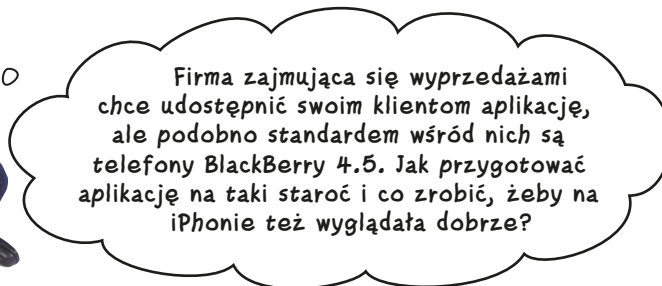 Firma zajmująca się wyprzedażami
chce udostępnić swoim klientom aplikację,
ale podobno standardem wśród nich są
telefony BlackBerry 4.5. Jak przygotować
aplikację na taki staroć i co zrobić, żeby na
iPhonie też wyglądała dobrze?